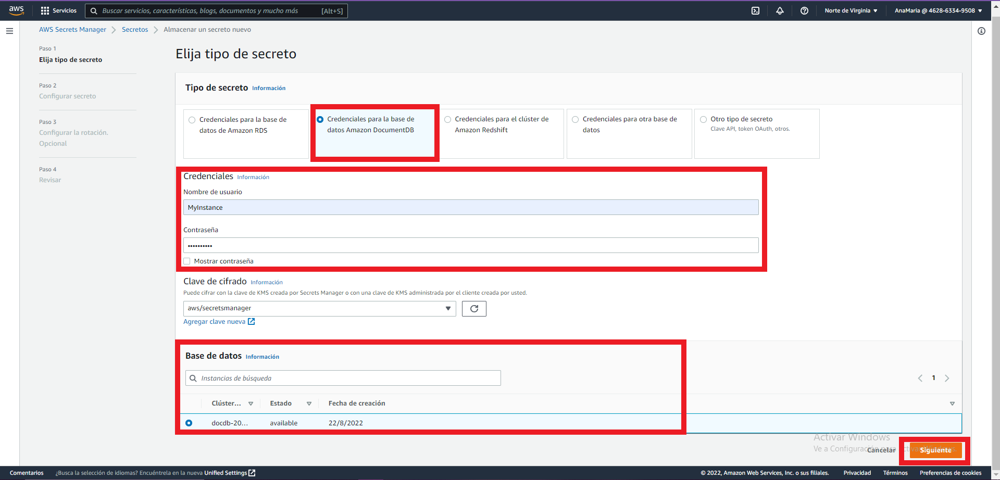 aws
Servicios
Buscar servicios, características, blogs, documentos y mucho más
[Alt+S]
Norte de Virginia
AnaMaria @ 4628-6334-9508
AWS Secrets Manager
Secretos
Almacenar un secreto nuevo
Paso 1
Elija tipo de secreto
Paso 2
Configurar secreto
Paso 3
Configurar la rotación.
Opcional
Paso 4
Revisar
Elija tipo de secreto
Tipo de secreto Información
Credenciales para la base de
datos de Amazon RDS
Credenciales para la base de
datos Amazon DocumentDB
Credenciales para el clúster de
Amazon Redshift
Credenciales para otra base de
datos
Otro tipo de secreto
Clave API, token OAuth, otros.
Credenciales Información
Nombre de usuario
MyInstance
Contraseña
••••••••••
Mostrar contraseña
Clave de cifrado Información
Puede cifrar con la clave de KMS creada por Secrets Manager o con una clave de KMS administrada por el cliente creada por usted.
aws/secretsmanager
Agregar clave nueva
Base de datos Información
Instancias de búsqueda
1
Clúster... Estado Fecha de creación
docdb-20... available 22/8/2022
Activar Windows
Ve a Configuración para activar Windows.
Cancelar
Siguiente
Comentarios
¿Busca la selección de idiomas? Encuéntrela en la nueva Unified Settings
© 2022, Amazon Web Services, Inc. o sus filiales.
Privacidad
Términos
Preferencias de cookies